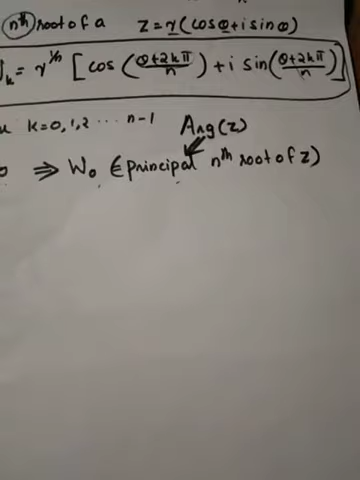 nth root of a z = r (cos θ + i sin θ)
k = r^1/n [ cos (θ+2kπ/n) + i sin (θ+2kπ/n) ]
k = 0, 1, 2 ... n-1 Arg(z)
⇒ W₀ ( principal nth root of z )